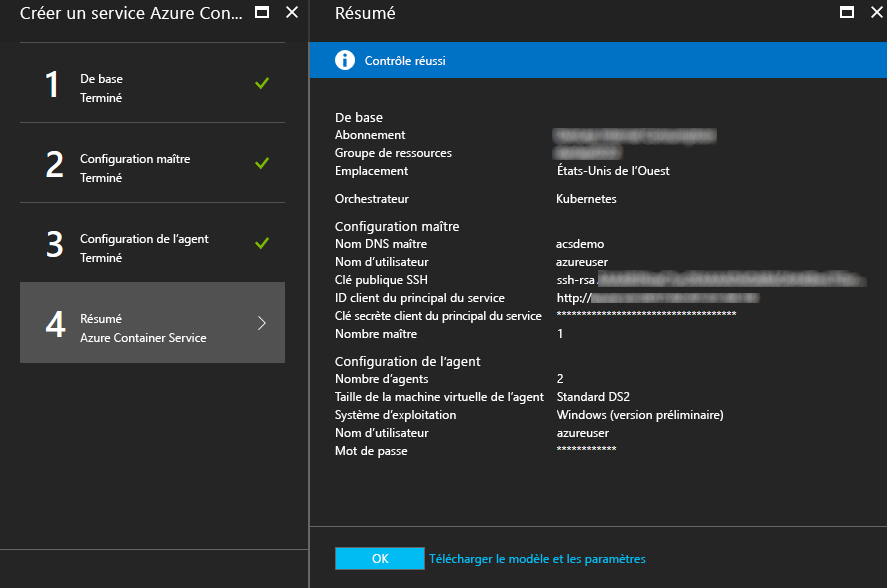 Créer un service Azure Con...
1
De base
Terminé
2
Configuration maître
Terminé
3
Configuration de l’agent
Terminé
4
Résumé
Azure Container Service
Résumé
Contrôle réussi
De base
Abonnement
Groupe de ressources
Emplacement États-Unis de l’Ouest
Orchestrateur Kubernetes
Configuration maître
Nom DNS maître acsdemo
Nom d’utilisateur azureuser
Clé publique SSH ssh-rsa
ID client du principal du service http://
Clé secrète client du principal du service ************************************
Nombre maître 1
Configuration de l’agent
Nombre d’agents 2
Taille de la machine virtuelle de l’agent Standard DS2
Système d’exploitation Windows (version préliminaire)
Nom d’utilisateur azureuser
Mot de passe ************
OK Télécharger le modèle et les paramètres